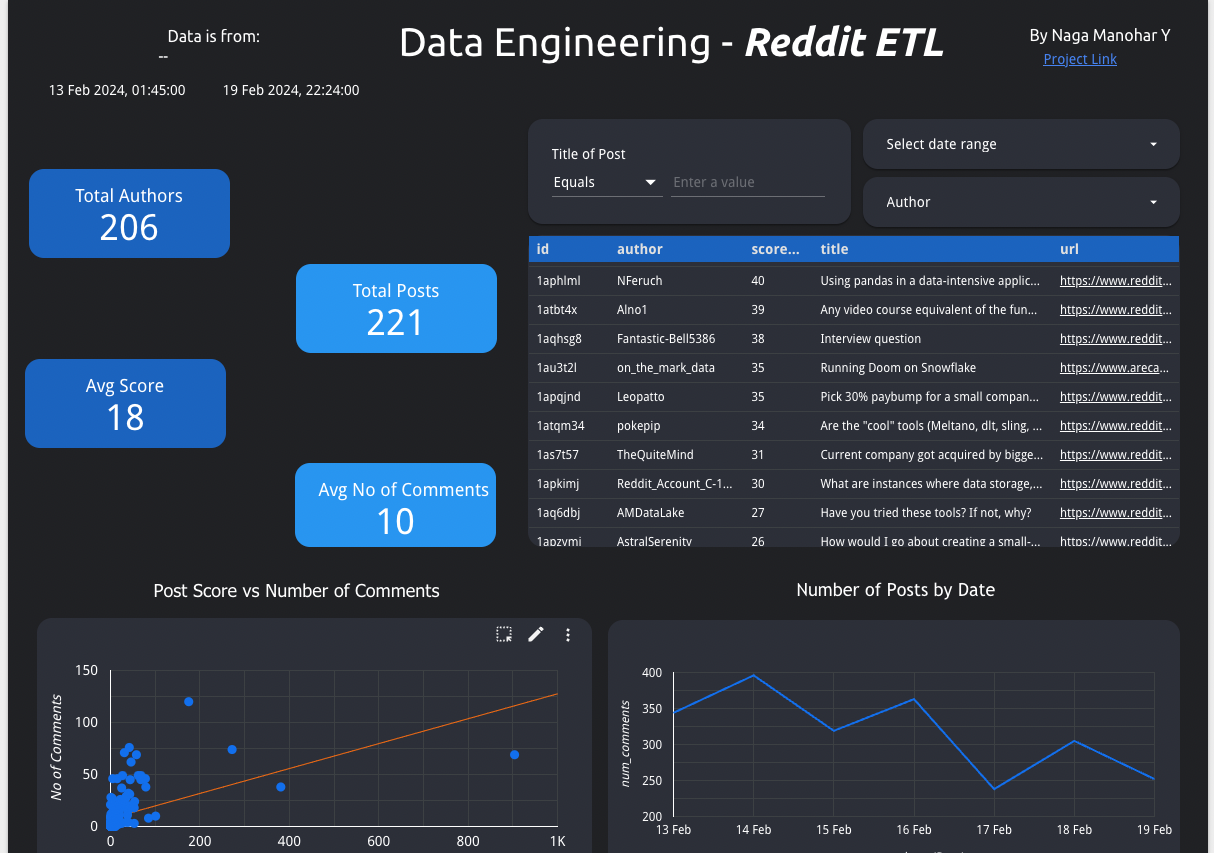 Data is from:
--
13 Feb 2024, 01:45:00 19 Feb 2024, 22:24:00
Data Engineering - Reddit ETL
By Naga Manohar Y
Project Link
Total Authors
206
Total Posts
221
Avg Score
18
Avg No of Comments
10
Title of Post
Equals Enter a value
Select date range
Author
id author score... title url
1aphlml NFeruch 40 Using pandas in a data-intensive applic... https://www.reddit...
1atbt4x Alno1 39 Any video course equivalent of the fun... https://www.reddit...
1aqhsg8 Fantastic-Bell5386 38 Interview question https://www.reddit...
1au3t2l on_the_mark_data 35 Running Doom on Snowflake https://www.areca...
1apqjnd Leopatto 35 Pick 30% paybump for a small compan... https://www.reddit...
1atqm34 pokepip 34 Are the "cool" tools (Meltano, dlt, sling, ... https://www.reddit...
1as7t57 TheQuiteMind 31 Current company got acquired by bigge... https://www.reddit...
1apkimj Reddit_Account_C-1... 30 What are instances where data storage,... https://www.reddit...
1aq6dbj AMDataLake 27 Have you tried these tools? If not, why? https://www.reddit...
1apzymi AstralSerenity 26 How would I go about creating a small-... https://www.reddit...
Post Score vs Number of Comments
No of Comments
150
100
50
0
0 200 400 600 800 1K
Number of Posts by Date
num_comments
400
350
300
250
200
13 Feb 14 Feb 15 Feb 16 Feb 17 Feb 18 Feb 19 Feb